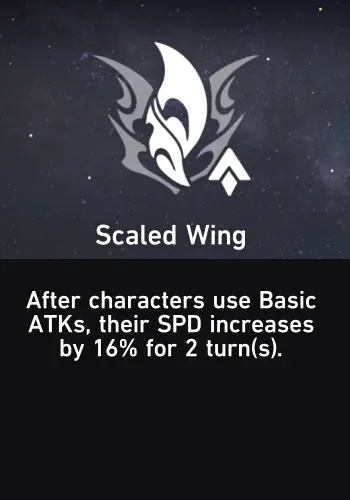 Scaled Wing
After characters use Basic
ATKs, their SPD increases
by 16% for 2 turn(s).